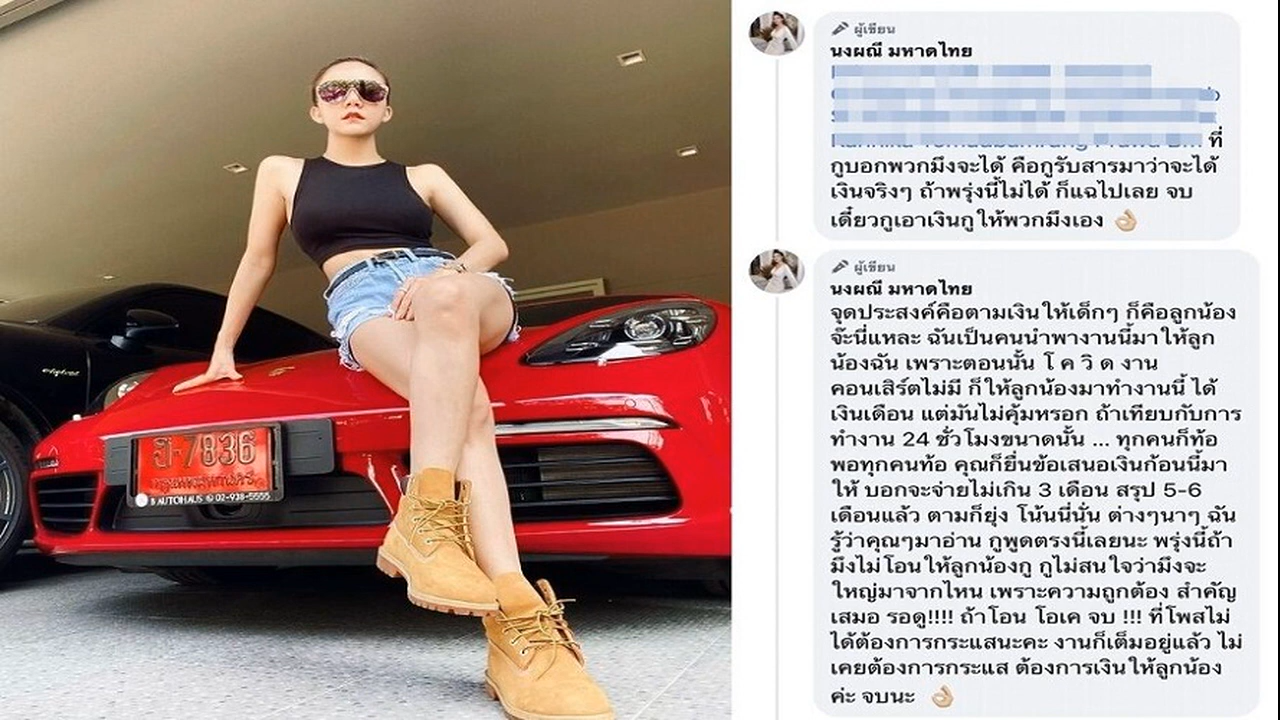 ปี-7836
กรุงเทพมหานคร
B AUTOHAUS 02-938-5555
ผู้เขียน
นงผณี มหาดไทย
ที่
กูบอกพวกมึงจะได้ คือกูรับสารมาว่าจะได้
เงินจริงๆ ถ้าพรุ่งนี้ไม่ได้ ก็แฉไปเลย จบ
เดี๋ยวกูเอาเงินกูให้พวกมึงเอง 👌🏼
ผู้เขียน
นงผณี มหาดไทย
จุดประสงค์คือตามเงินให้เด็กๆ ก็คือลูกน้อง
จ๊ะนี่แหละ ฉันเป็นคนนำพางานนี้มาให้ลูก
น้องฉัน เพราะตอนนั้น โ ค วิ ด งาน
คอนเสิร์ตไม่มี ก็ให้ลูกน้องมาทำงานนี้ ได้
เงินเดือน แต่มันไม่คุ้มหรอก ถ้าเทียบกับการ
ทำงาน 24 ชั่วโมงขนาดนั้น ... ทุกคนก็ท้อ
พอทุกคนท้อ คุณก็ยื่นข้อเสนอเงินก้อนนี้มา
ให้ บอกจะจ่ายไม่เกิน 3 เดือน สรุป 5-6
เดือนแล้ว ตามก็ยุ่ง โน้นนี่นั่น ต่างๆนาๆ ฉัน
รู้ว่าคุณๆมาอ่าน กูพูดตรงนี้เลยนะ พรุ่งนี้ถ้า
มึงไม่โอนให้ลูกน้องกู กูไม่สนใจว่ามึงจะ
ใหญ่มาจากไหน เพราะความถูกต้อง สำคัญ
เสมอ รอดู!!!! ถ้าโอน โอเค จบ !!! ที่โพสไม่
ได้ต้องการกระแสนะคะ งานก็เต็มอยู่แล้ว ไม่
เคยต้องการกระแส ต้องการเงินให้ลูกน้อง
ค่ะ จบนะ 👌🏼